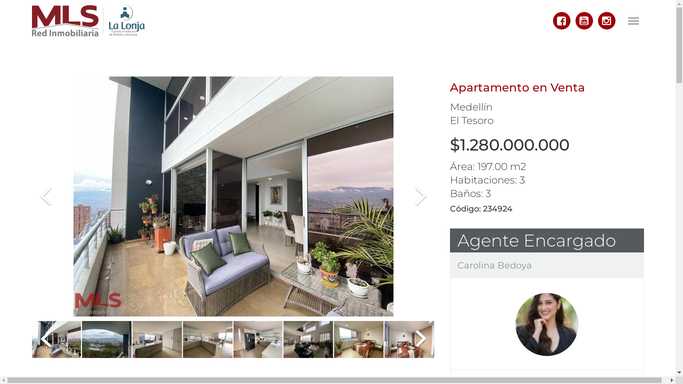 MLS
Red Inmobiliaria
La Lonja
Apartamento en Venta
Medellín
El Tesoro
$1.280.000.000
Área: 197.00 m2
Habitaciones: 3
Baños: 3
Código: 234924
MLS
Agente Encargado
Carolina Bedoya